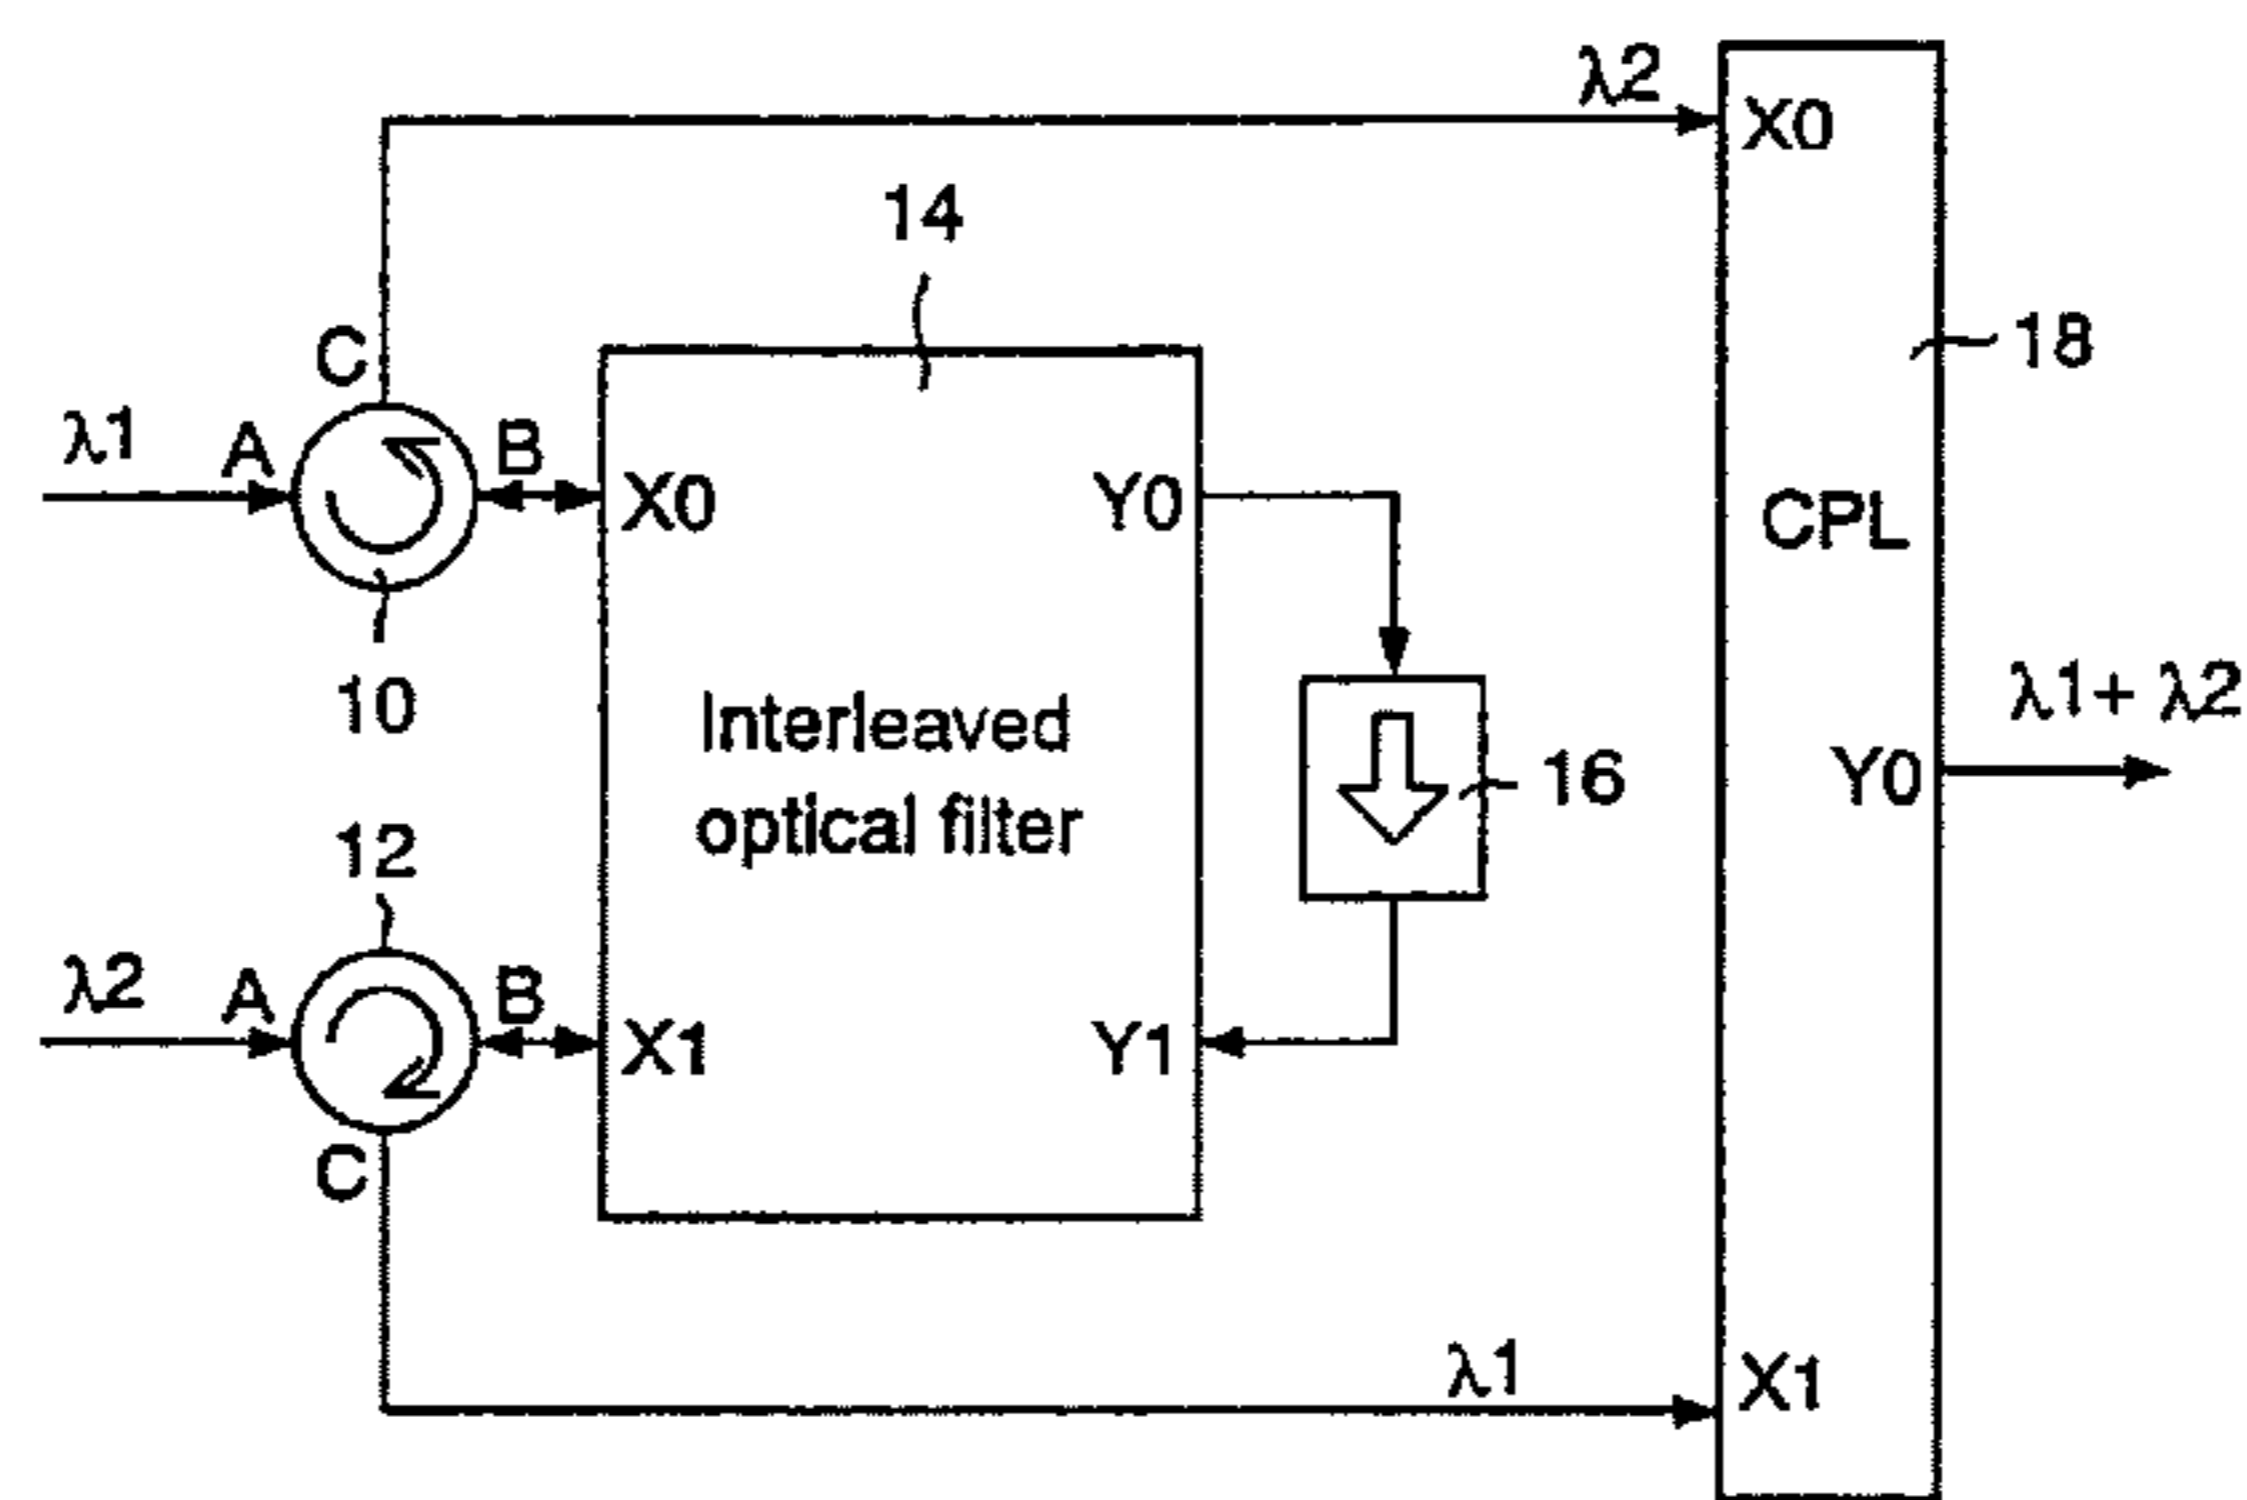 λ2
X0
14
18
C
λ1
A
B
X0
Y0
CPL
10
Interleaved
optical filter
16
λ1+ λ2
Y0
12
λ2
A
B
X1
Y1
C
λ1
X1